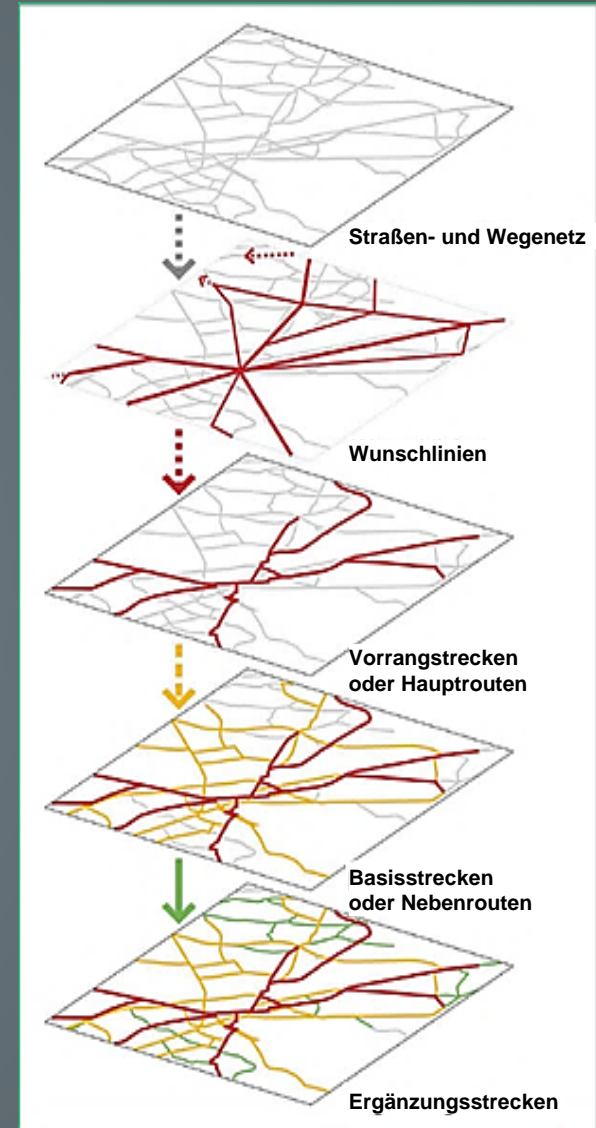 Straßen- und Wegenetz
Wunschlinien
Vorrangstrecken
oder Hauptrouten
Basisstrecken
oder Nebenrouten
Ergänzungsstrecken